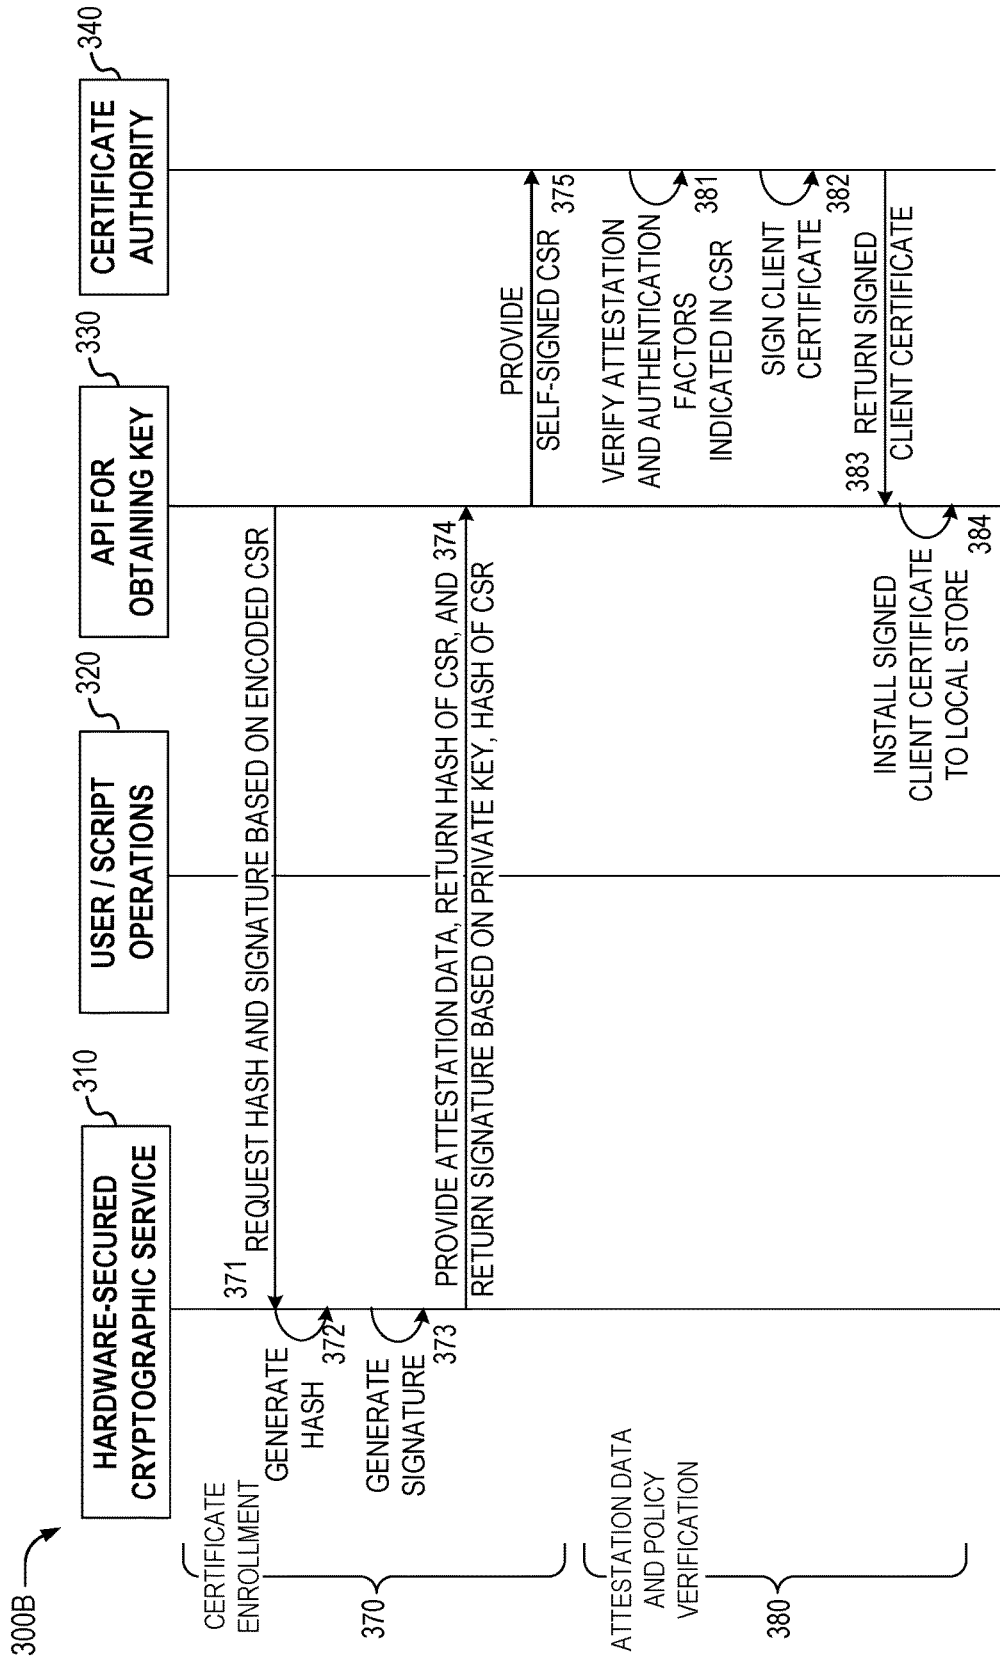 300B
HARDWARE-SECURED
CRYPTOGRAPHIC SERVICE
310
USER / SCRIPT
OPERATIONS
320
API FOR
OBTAINING KEY
330
CERTIFICATE
AUTHORITY
340
CERTIFICATE
ENROLLMENT
370
371
REQUEST HASH AND SIGNATURE BASED ON ENCODED CSR
GENERATE
HASH
372
GENERATE
SIGNATURE
373
PROVIDE ATTESTATION DATA, RETURN HASH OF CSR, AND
RETURN SIGNATURE BASED ON PRIVATE KEY, HASH OF CSR
374
PROVIDE
SELF-SIGNED CSR
375
ATTESTATION DATA
AND POLICY
VERIFICATION
380
VERIFY ATTESTATION
AND AUTHENTICATION
FACTORS
INDICATED IN CSR
381
SIGN CLIENT
CERTIFICATE
382
383
RETURN SIGNED
CLIENT CERTIFICATE
INSTALL SIGNED
CLIENT CERTIFICATE
TO LOCAL STORE
384